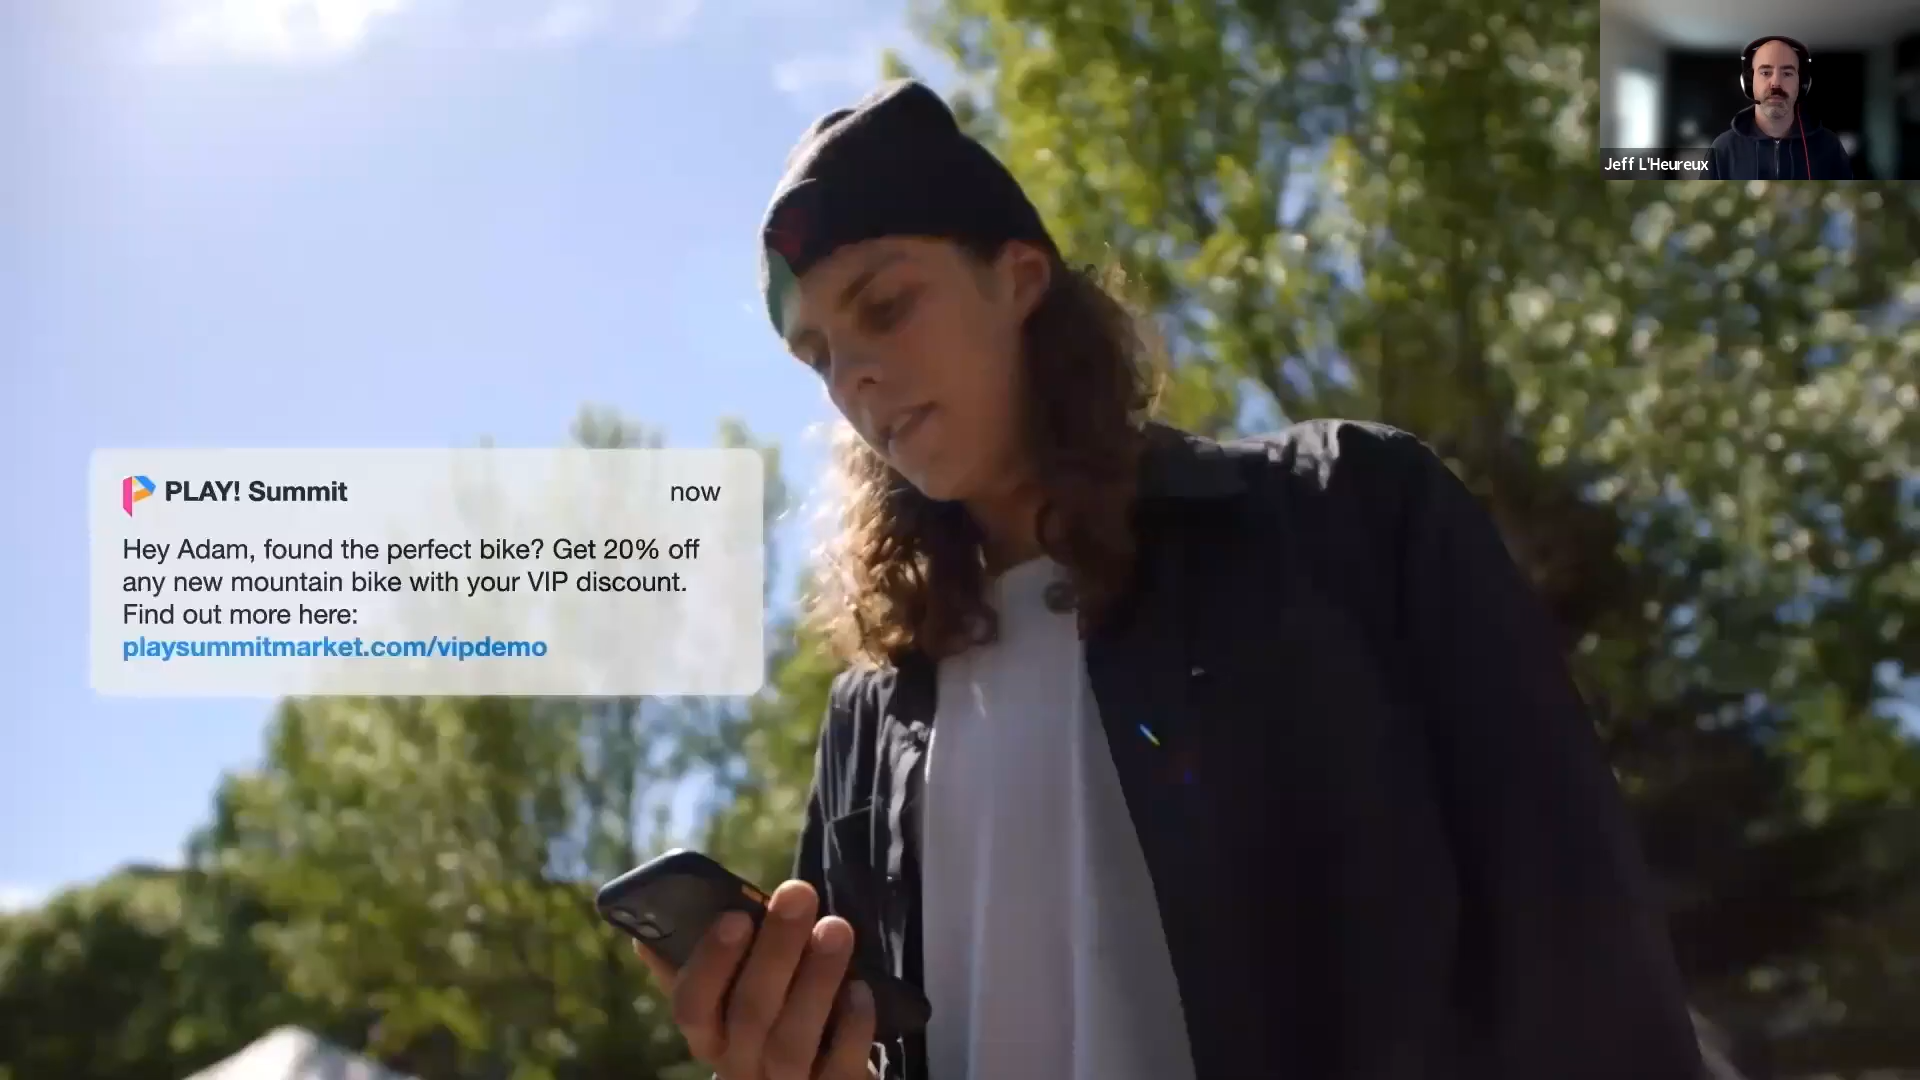 Jeff L'Heureux
PLAY! Summit
now
Hey Adam, found the perfect bike? Get 20% off
any new mountain bike with your VIP discount.
Find out more here:
playsummitmarket.com/vipdemo